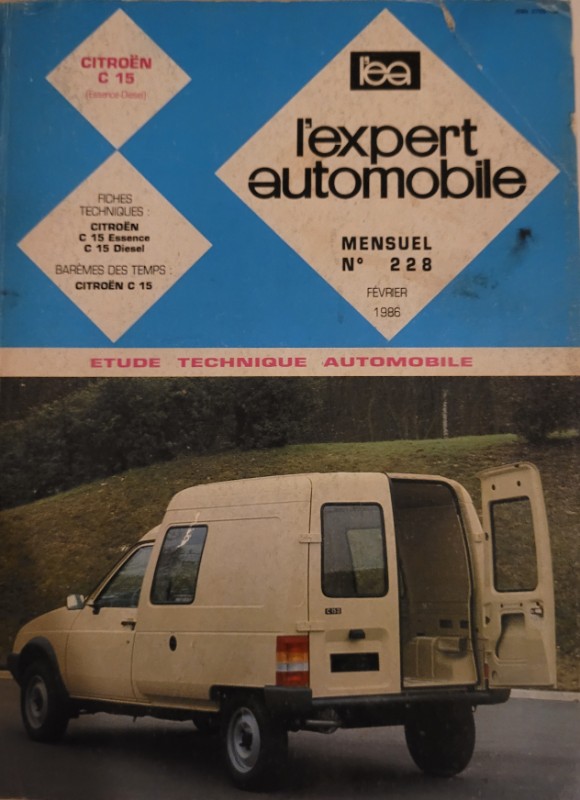 CITROËN
C 15
(Essence-Diesel)
FICHES
TECHNIQUES :
CITROËN
C 15 Essence
C 15 Diesel
BARÈMES DES TEMPS :
CITROËN C 15
l'ea
l'expert
automobile
MENSUEL
N° 228
FÉVRIER
1986
ETUDE TECHNIQUE AUTOMOBILE